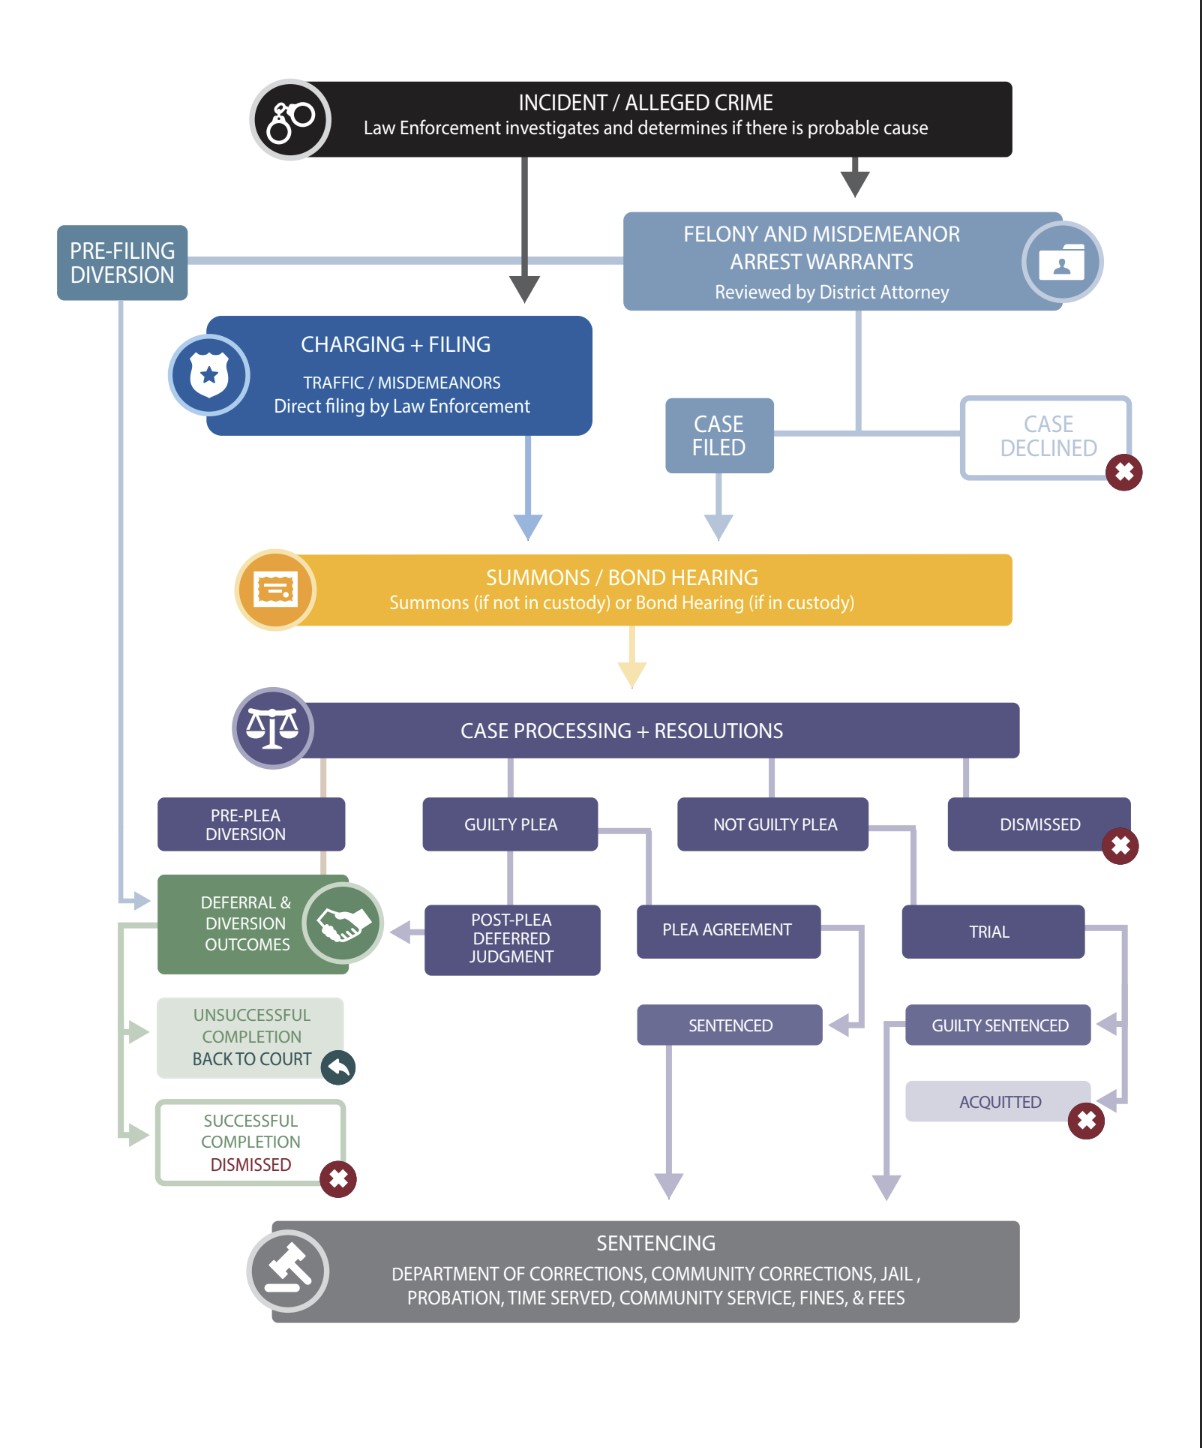 INCIDENT / ALLEGED CRIME
Law Enforcement investigates and determines if there is probable cause
PRE-FILING
DIVERSION
FELONY AND MISDEMEANOR
ARREST WARRANTS
Reviewed by District Attorney
CHARGING + FILING
TRAFFIC / MISDEMEANORS
Direct filing by Law Enforcement
CASE
FILED
CASE
DECLINED
SUMMONS / BOND HEARING
Summons (if not in custody) or Bond Hearing (if in custody)
CASE PROCESSING + RESOLUTIONS
PRE-PLEA
DIVERSION
GUILTY PLEA
NOT GUILTY PLEA
DISMISSED
DEFERRAL &
DIVERSION
OUTCOMES
POST-PLEA
DEFERRED
JUDGMENT
PLEA AGREEMENT
TRIAL
UNSUCCESSFUL
COMPLETION
BACK TO COURT
SENTENCED
GUILTY SENTENCED
ACQUITTED
SUCCESSFUL
COMPLETION
DISMISSED
SENTENCING
DEPARTMENT OF CORRECTIONS, COMMUNITY CORRECTIONS, JAIL ,
PROBATION, TIME SERVED, COMMUNITY SERVICE, FINES, & FEES